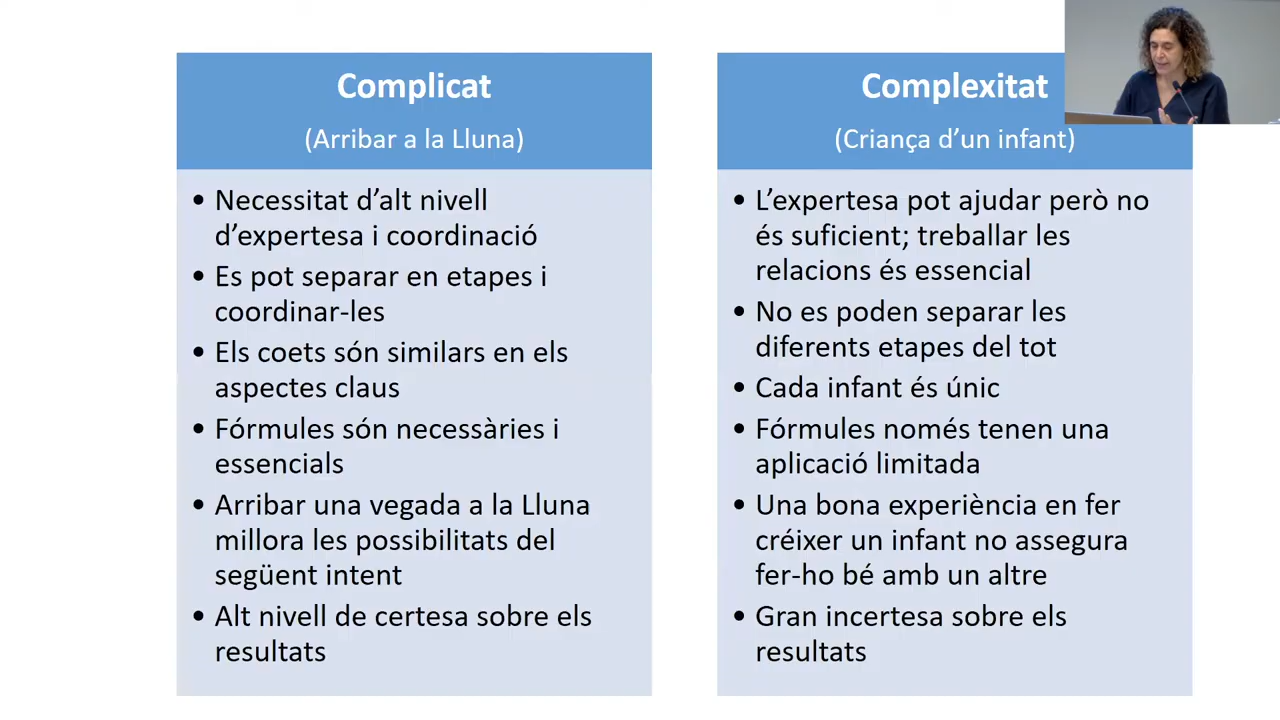 Complicat
(Arribar a la Lluna)
• Necessitat d’alt nivell
d’expertesa i coordinació
• Es pot separar en etapes i
coordinar-les
• Els coets són similars en els
aspectes claus
• Fórmules són necessàries i
essencials
• Arribar una vegada a la Lluna
millora les possibilitats del
següent intent
• Alt nivell de certesa sobre els
resultats
Complexitat
(Criança d’un infant)
• L’expertesa pot ajudar però no
és suficient; treballar les
relacions és essencial
• No es poden separar les
diferents etapes del tot
• Cada infant és únic
• Fórmules només tenen una
aplicació limitada
• Una bona experiència en fer
créixer un infant no assegura
fer-ho bé amb un altre
• Gran incertesa sobre els
resultats